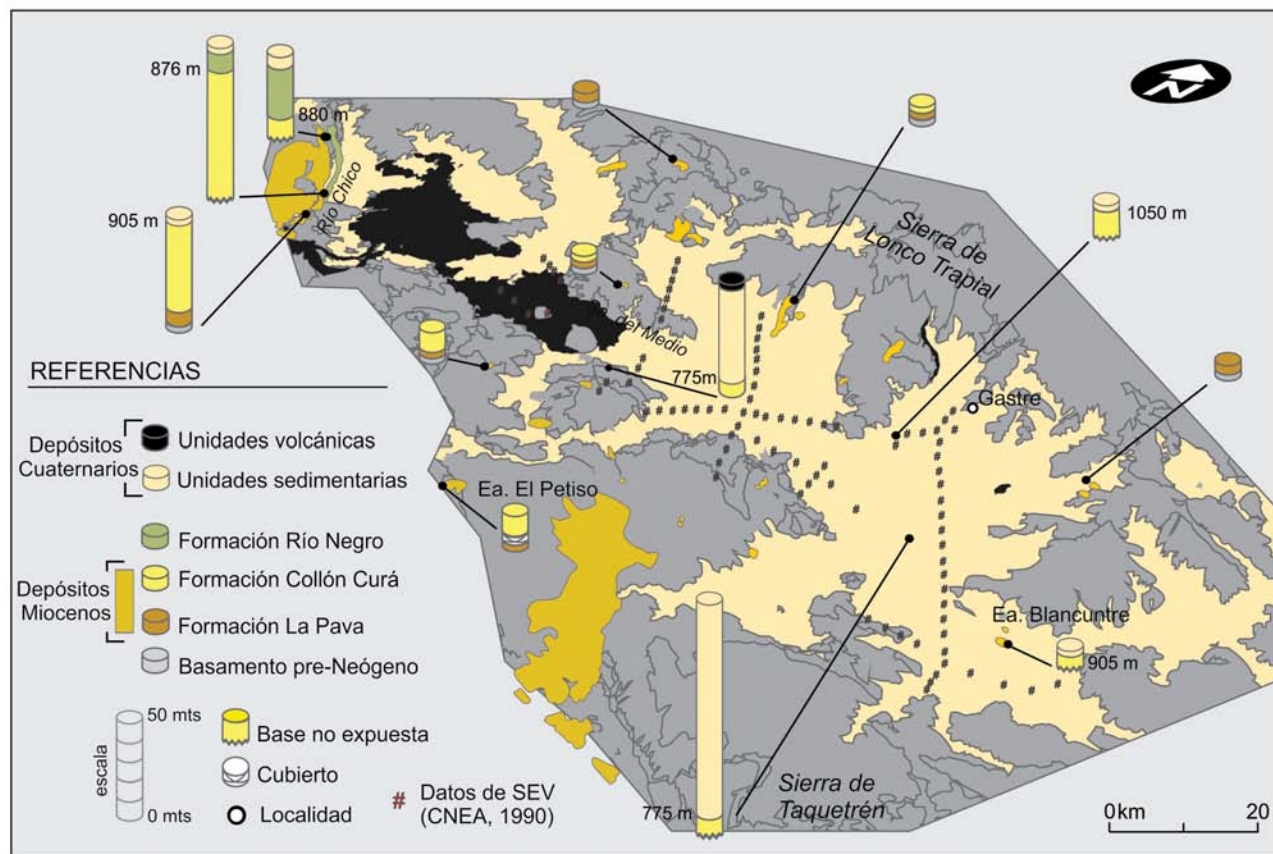 876 m
880 m
N
905 m
Río Chico
Sierra de
Lonco Trapial
1050 m
del Medio
775m
Gastre
REFERENCIAS
Depósitos
Cuaternarios
Unidades volcánicas
Unidades sedimentarias
Formación Río Negro
Depósitos
Miocenos
Formación Collón Curá
Formación La Pava
Basamento pre-Neógeno
Ea. El Petiso
Ea. Blancuntre
905 m
escala
50 mts
0 mts
Base no expuesta
Cubierto
Localidad
# Datos de SEV
(CNEA, 1990)
775 m
Sierra de
Taquetrén
0km
20